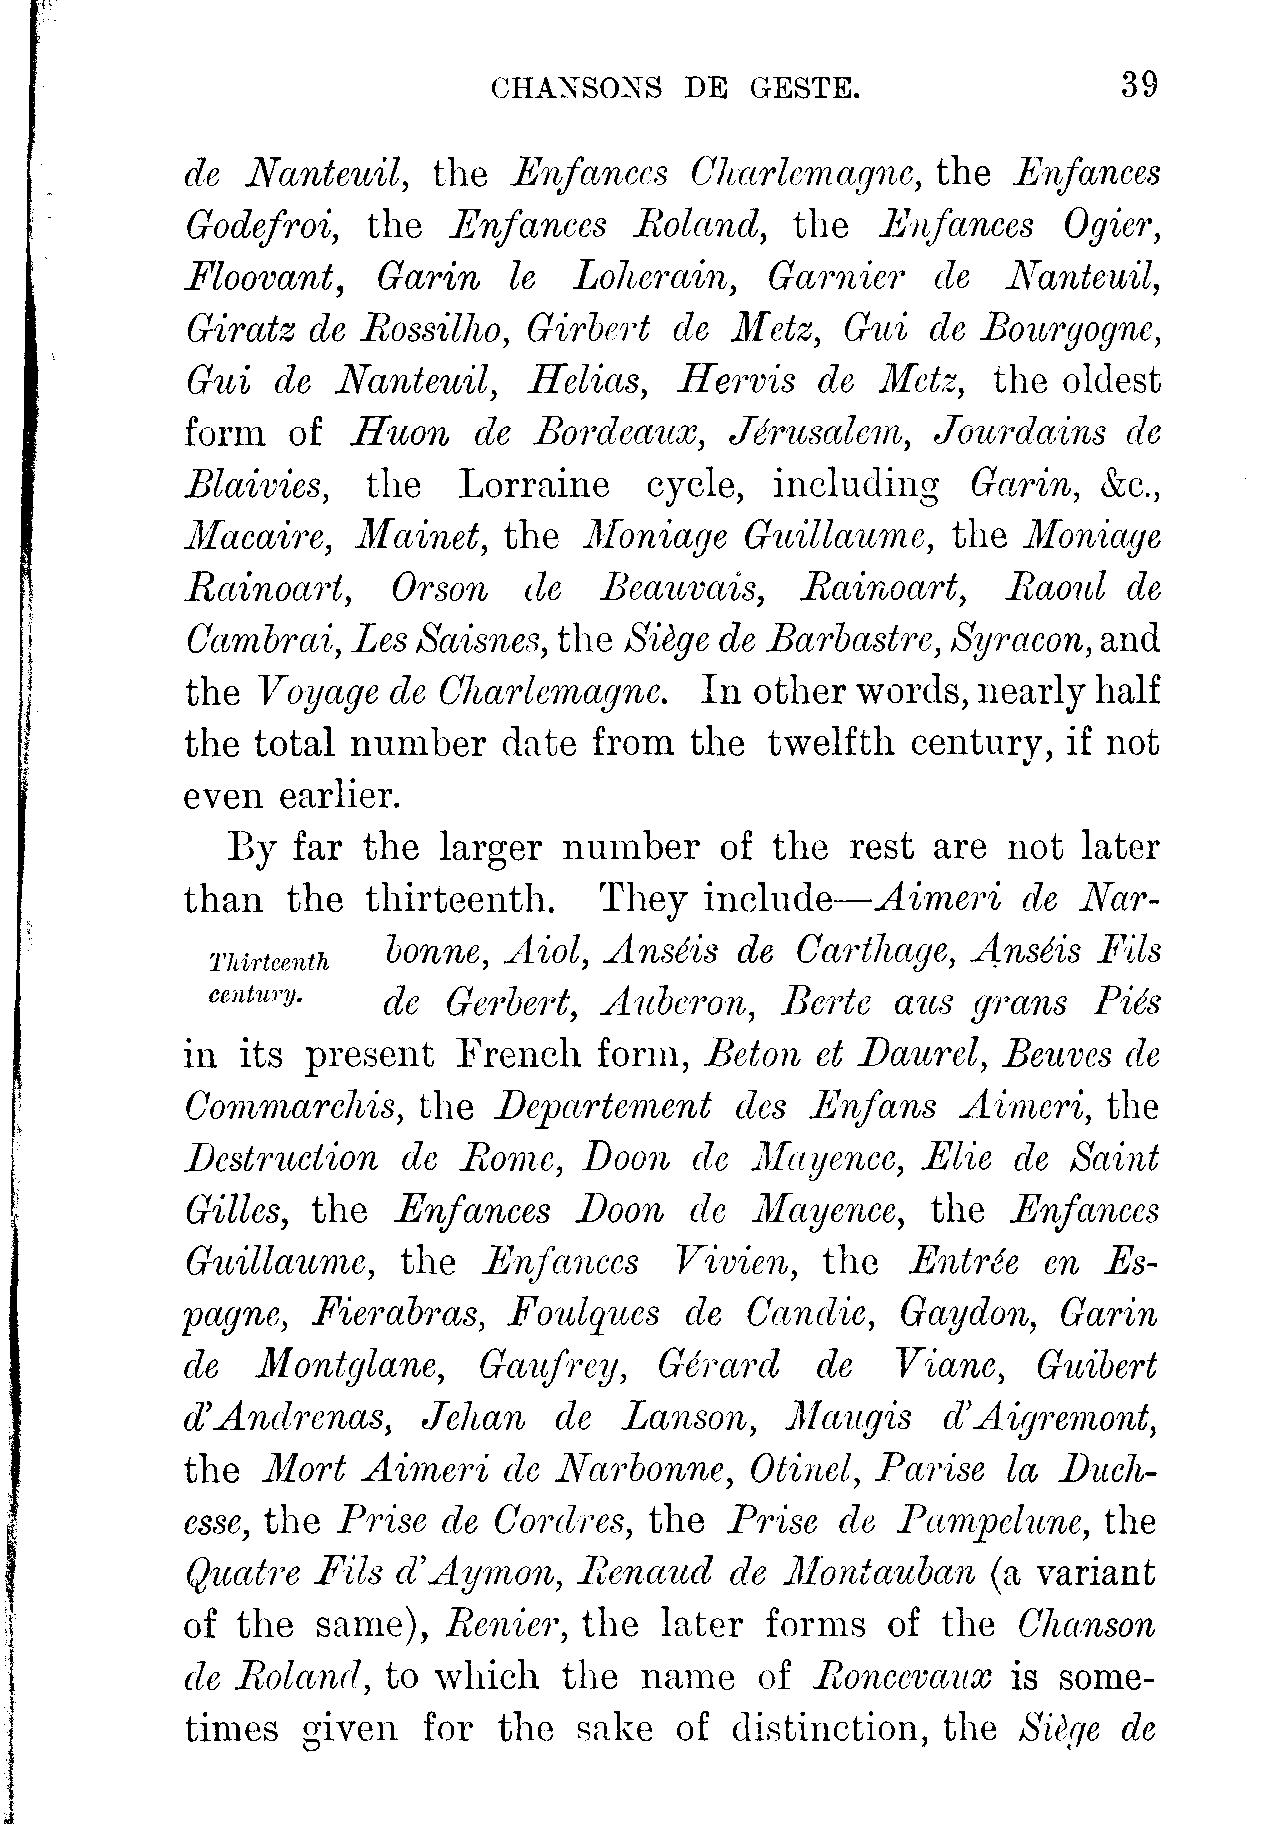 CHANSONS DE GESTE. 39
de Nanteuil, the Enfances Charlemagne, the Enfances
Godefroi, the Enfances Roland, the Enfances Ogier,
Floovant, Garin le Loherain, Garnier de Nanteuil,
Giratz de Rossilho, Girbert de Metz, Gui de Bourgogne,
Gui de Nanteuil, Helias, Hervis de Metz, the oldest
form of Huon de Bordeaux, Jérusalem, Jourdains de
Blaivies, the Lorraine cycle, including Garin, &c.,
Macaire, Mainet, the Moniage Guillaume, the Moniage
Rainoart, Orson de Beauvais, Rainoart, Raoul de
Cambrai, Les Saisnes, the Siège de Barbastre, Syracon, and
the Voyage de Charlemagne. In other words, nearly half
the total number date from the twelfth century, if not
even earlier.
By far the larger number of the rest are not later
than the thirteenth. They include—Aimeri de Nar-
Thirteenth
century.
bonne, Aiol, Anséis de Carthage, Anséis Fils
de Gerbert, Auberon, Berte aus grans Piés
in its present French form, Beton et Daurel, Beuves de
Commarchis, the Departement des Enfans Aimeri, the
Destruction de Rome, Doon de Mayence, Elie de Saint
Gilles, the Enfances Doon de Mayence, the Enfances
Guillaume, the Enfances Vivien, the Entrée en Es-
pagne, Fierabras, Foulques de Candie, Gaydon, Garin
de Montglane, Gaufrey, Gérard de Viane, Guibert
d'Andrenas, Jehan de Lanson, Maugis d'Aigremont,
the Mort Aimeri de Narbonne, Otinel, Parise la Duch-
esse, the Prise de Cordres, the Prise de Pampelune, the
Quatre Fils d'Aymon, Renaud de Montauban (a variant
of the same), Renier, the later forms of the Chanson
de Roland, to which the name of Roncevaux is some-
times given for the sake of distinction, the Siège de